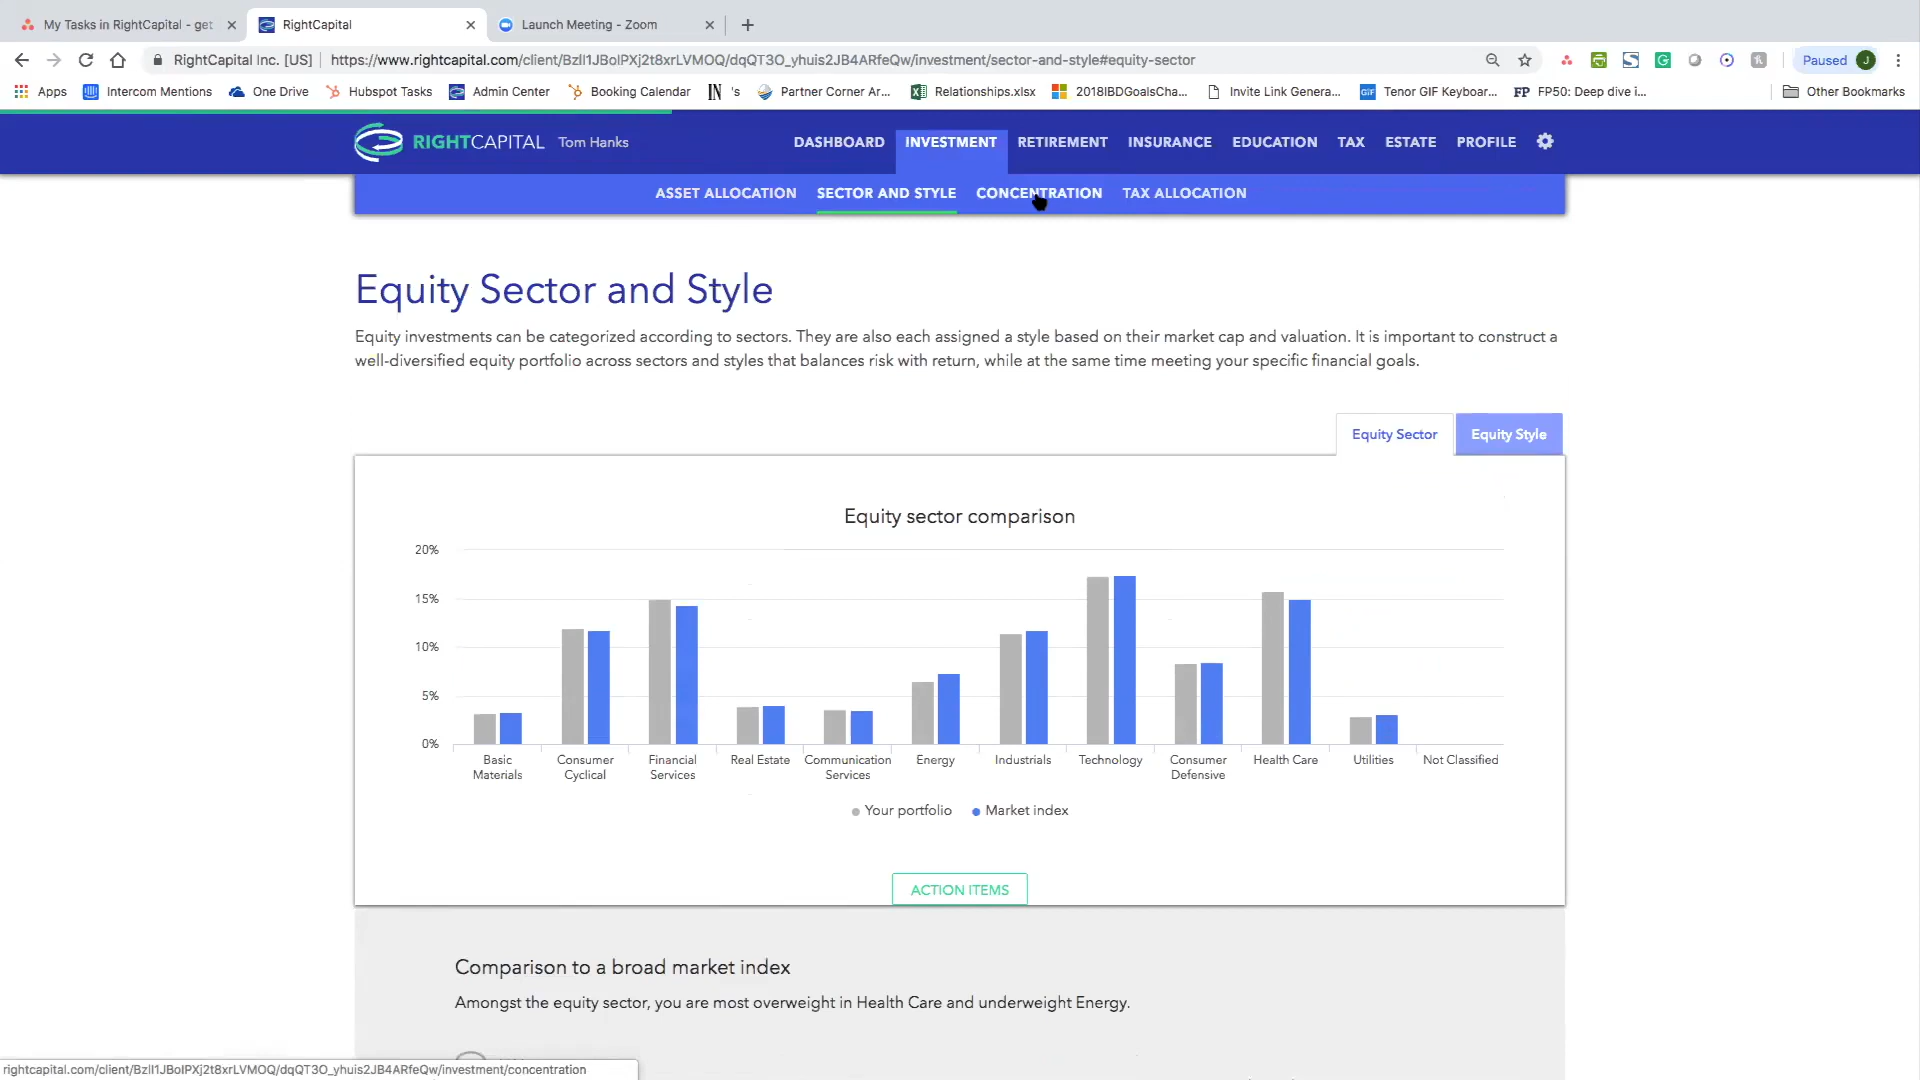 My Tasks in RightCapital - get
RightCapital
Launch Meeting - Zoom
RightCapital Inc. [US]
https://www.rightcapital.com/client/BzlI1JBoIPXj2t8xrLVMOQ/dqQT3O_yhuis2JB4ARfeQw/investment/sector-and-style#equity-sector
Paused
J
Apps
Intercom Mentions
One Drive
Hubspot Tasks
Admin Center
Booking Calendar
IN 's
Partner Corner Ar...
Relationships.xlsx
2018IBDGoalsCha...
Invite Link Genera...
GIF Tenor GIF Keyboar...
FP FP50: Deep dive i...
Other Bookmarks
RIGHTCAPITAL
Tom Hanks
DASHBOARD
INVESTMENT
RETIREMENT
INSURANCE
EDUCATION
TAX
ESTATE
PROFILE
ASSET ALLOCATION
SECTOR AND STYLE
CONCENTRATION
TAX ALLOCATION
Equity Sector and Style
Equity investments can be categorized according to sectors. They are also each assigned a style based on their market cap and valuation. It is important to construct a
well-diversified equity portfolio across sectors and styles that balances risk with return, while at the same time meeting your specific financial goals.
Equity Sector
Equity Style
Equity sector comparison
20%
15%
10%
5%
0%
Basic
Materials
Consumer
Cyclical
Financial
Services
Real Estate
Communication
Services
Energy
Industrials
Technology
Consumer
Defensive
Health Care
Utilities
Not Classified
Your portfolio
Market index
ACTION ITEMS
Comparison to a broad market index
Amongst the equity sector, you are most overweight in Health Care and underweight Energy.
rightcapital.com/client/BzlI1JBoIPXj2t8xrLVMOQ/dqQT3O_yhuis2JB4ARfeQw/investment/concentration